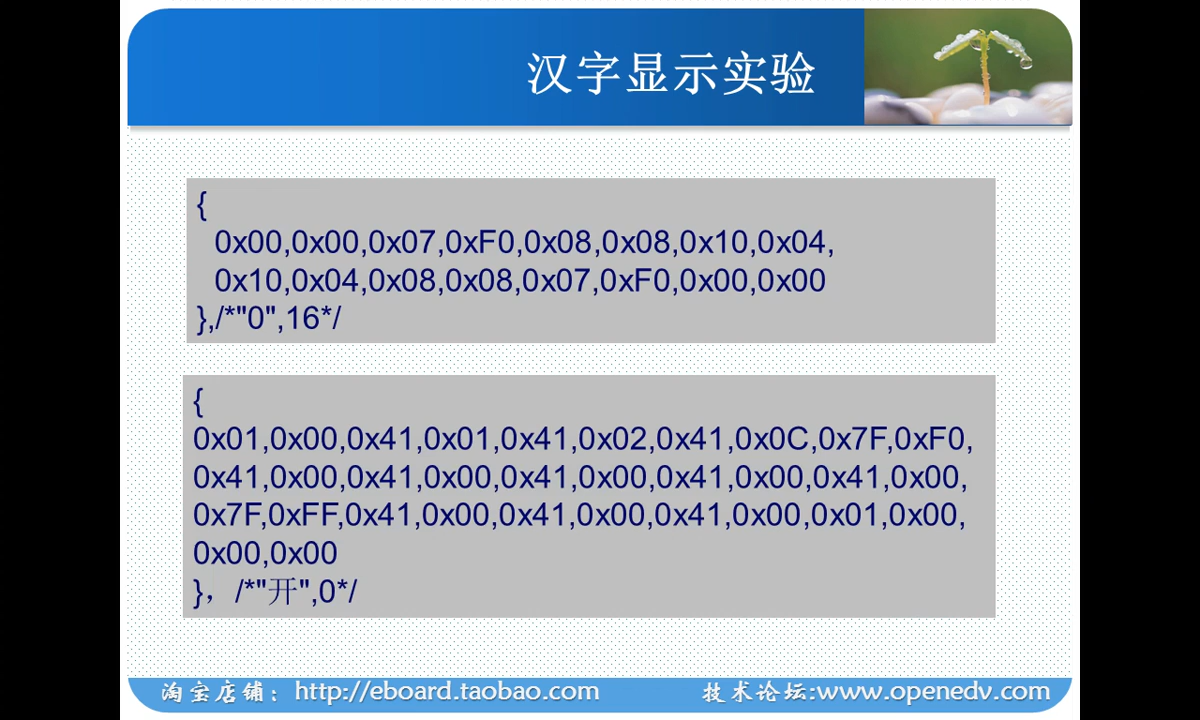 汉字显示实验
{
0x00,0x00,0x07,0xF0,0x08,0x08,0x10,0x04,
0x10,0x04,0x08,0x08,0x07,0xF0,0x00,0x00
},/*"0",16*/
{
0x01,0x00,0x41,0x01,0x41,0x02,0x41,0x0C,0x7F,0xF0,
0x41,0x00,0x41,0x00,0x41,0x00,0x41,0x00,0x41,0x00,
0x7F,0xFF,0x41,0x00,0x41,0x00,0x41,0x00,0x01,0x00,
0x00,0x00
}，/*"开",0*/
淘宝店铺：http://eboard.taobao.com
技术论坛:www.openedv.com